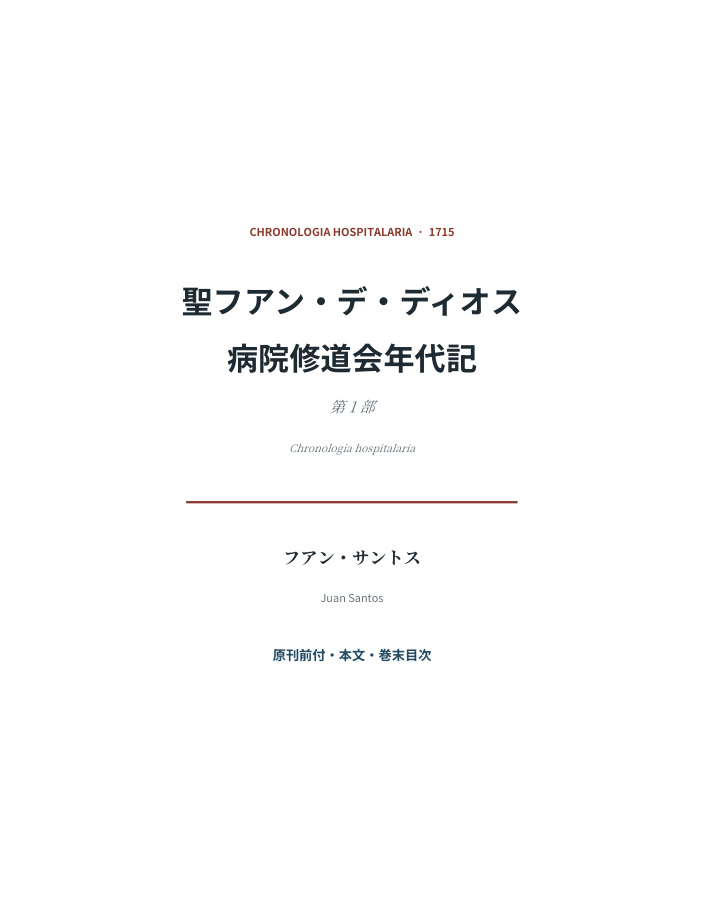 CHRONOLOGIA HOSPITALARIA · 1715
聖フアン・デ・ディオス
病院修道会年代記
第 1 部
Chronologia hospitalaria
フアン・サントス
Juan Santos
原刊前付・本文・巻末目次